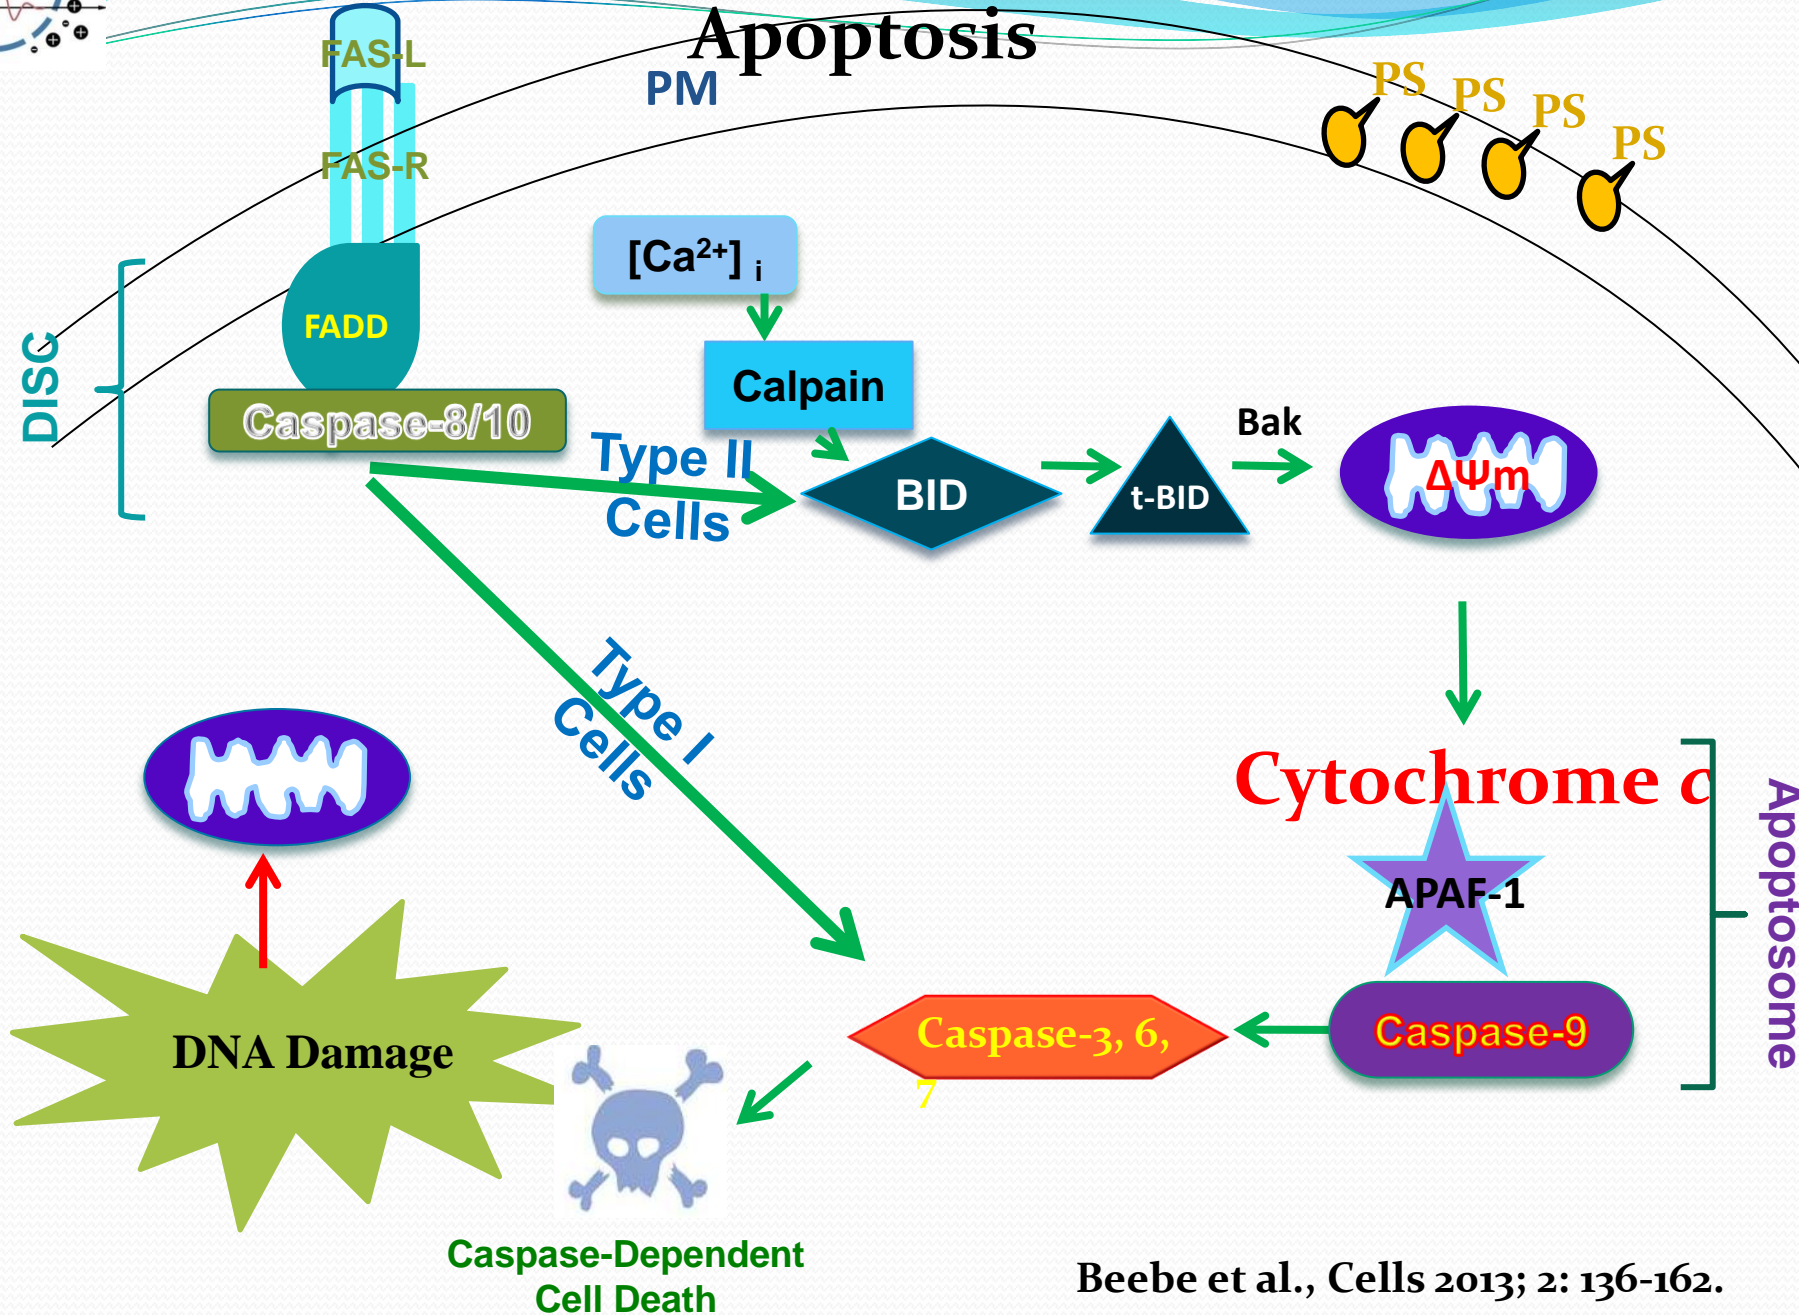 Apoptosis
FAS-L
PM
PS
PS
PS
PS
FAS-R
[Ca²⁺] i
FADD
DISC
Calpain
Caspase-8/10
Type II
Cells
BID
t-BID
Bak
ΔΨm
Type I
Cells
Cytochrome c
APAF-1
Apoptosome
Caspase-9
Caspase-3, 6,
7
DNA Damage
Caspase-Dependent
Cell Death
Beebe et al., Cells 2013; 2: 136-162.